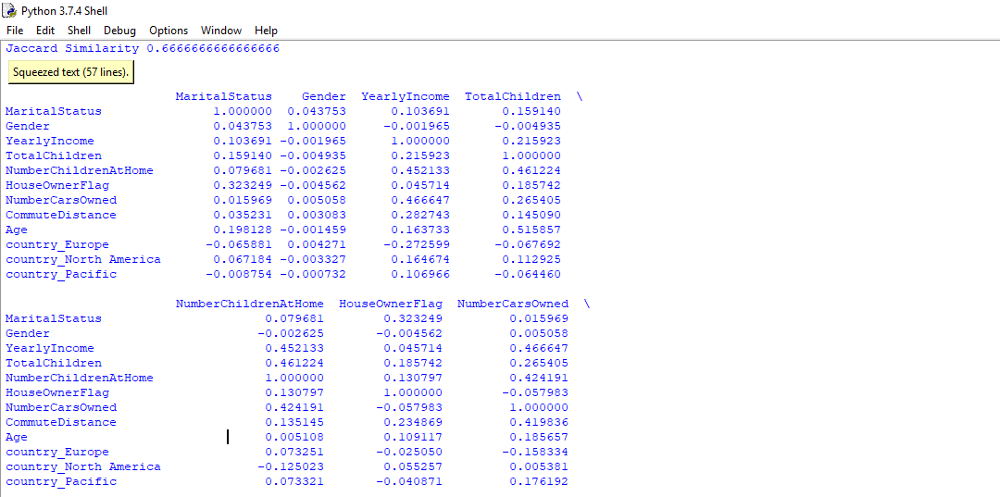 Python 3.7.4 Shell
File Edit Shell Debug Options Window Help
Jaccard Similarity 0.6666666666666666
Squeezed text (57 lines).
MaritalStatus Gender YearlyIncome TotalChildren \
MaritalStatus 1.000000 0.043753 0.103691 0.159140
Gender 0.043753 1.000000 -0.001965 -0.004935
YearlyIncome 0.103691 -0.001965 1.000000 0.215923
TotalChildren 0.159140 -0.004935 0.215923 1.000000
NumberChildrenAtHome 0.079681 -0.002625 0.452133 0.461224
HouseOwnerFlag 0.323249 -0.004562 0.045714 0.185742
NumberCarsOwned 0.015969 0.005058 0.466647 0.265405
CommuteDistance 0.035231 0.003083 0.282743 0.145090
Age 0.198128 -0.001459 0.163733 0.515857
country_Europe -0.065881 0.004271 -0.272599 -0.067692
country_North America 0.067184 -0.003327 0.164674 0.112925
country_Pacific -0.008754 -0.000732 0.106966 -0.064460
NumberChildrenAtHome HouseOwnerFlag NumberCarsOwned \
MaritalStatus 0.079681 0.323249 0.015969
Gender -0.002625 -0.004562 0.005058
YearlyIncome 0.452133 0.045714 0.466647
TotalChildren 0.461224 0.185742 0.265405
NumberChildrenAtHome 1.000000 0.130797 0.424191
HouseOwnerFlag 0.130797 1.000000 -0.057983
NumberCarsOwned 0.424191 -0.057983 1.000000
CommuteDistance 0.135145 0.234869 0.419836
Age 0.005108 0.109117 0.185657
country_Europe 0.073251 -0.025050 -0.158334
country_North America -0.125023 0.055257 0.005381
country_Pacific 0.073321 -0.040871 0.176192